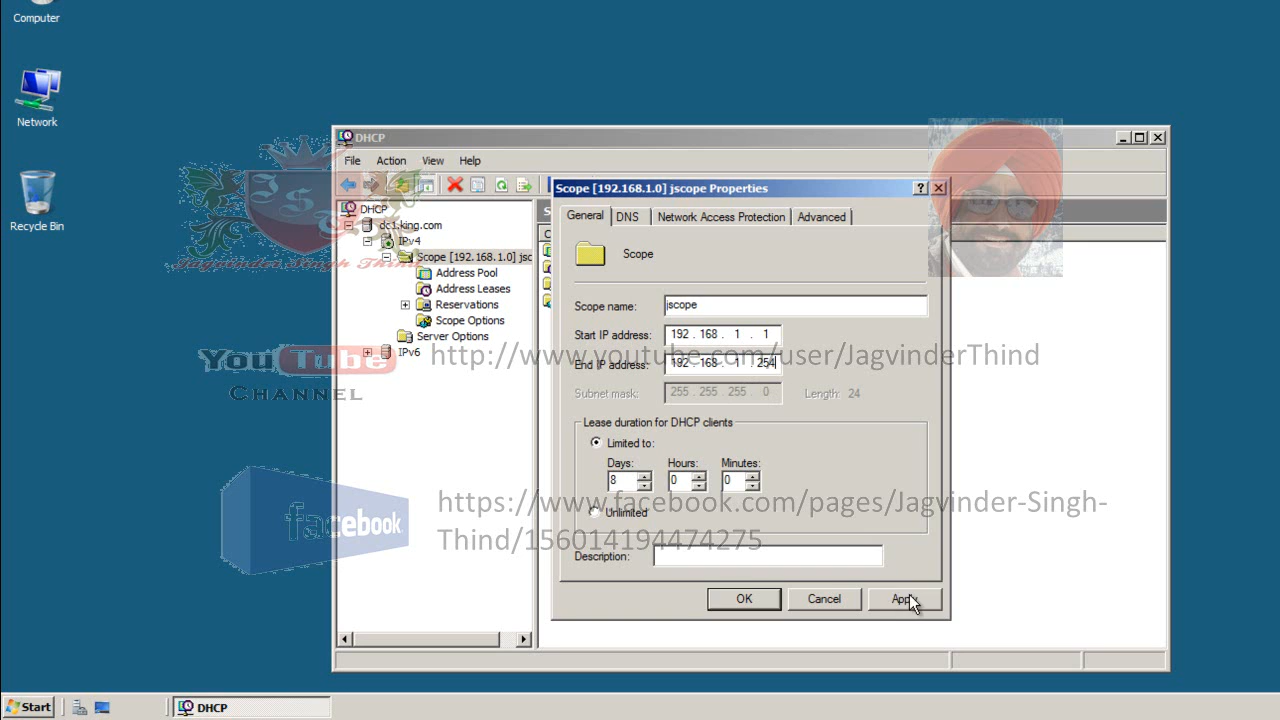 Computer
Network
Recycle Bin
DHCP
File Action View Help
DHCP
dc1.king.com
IPv4
Scope [192.168.1.0] jsc
Address Pool
Address Leases
Reservations
Scope Options
Server Options
IPv6
Jagvinder Singh Thind
YouTube
CHANNEL
http://www.youtube.com/user/JagvinderThind
facebook
https://www.facebook.com/pages/Jagvinder-Singh-
Thind/156014194474275
Scope [192.168.1.0] jscope Properties
General DNS Network Access Protection Advanced
Scope
Scope name: jscope
Start IP address: 192 . 168 . 1 . 1
End IP address: 192 . 168 . 1 . 254
Subnet mask: 255 . 255 . 255 . 0 Length: 24
Lease duration for DHCP clients
Limited to:
Days: Hours: Minutes:
8 0 0
Unlimited
Description:
OK Cancel Apply
Start DHCP